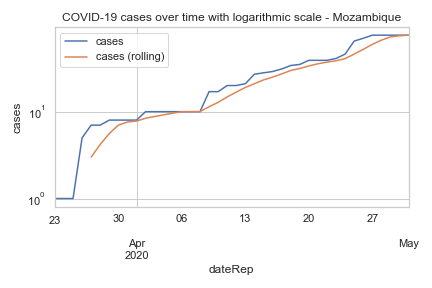 COVID-19 cases over time with logarithmic scale - Mozambique
cases
cases (rolling)
cases
10¹
10⁰
23
30
06
13
20
27
Apr
2020
May
dateRep